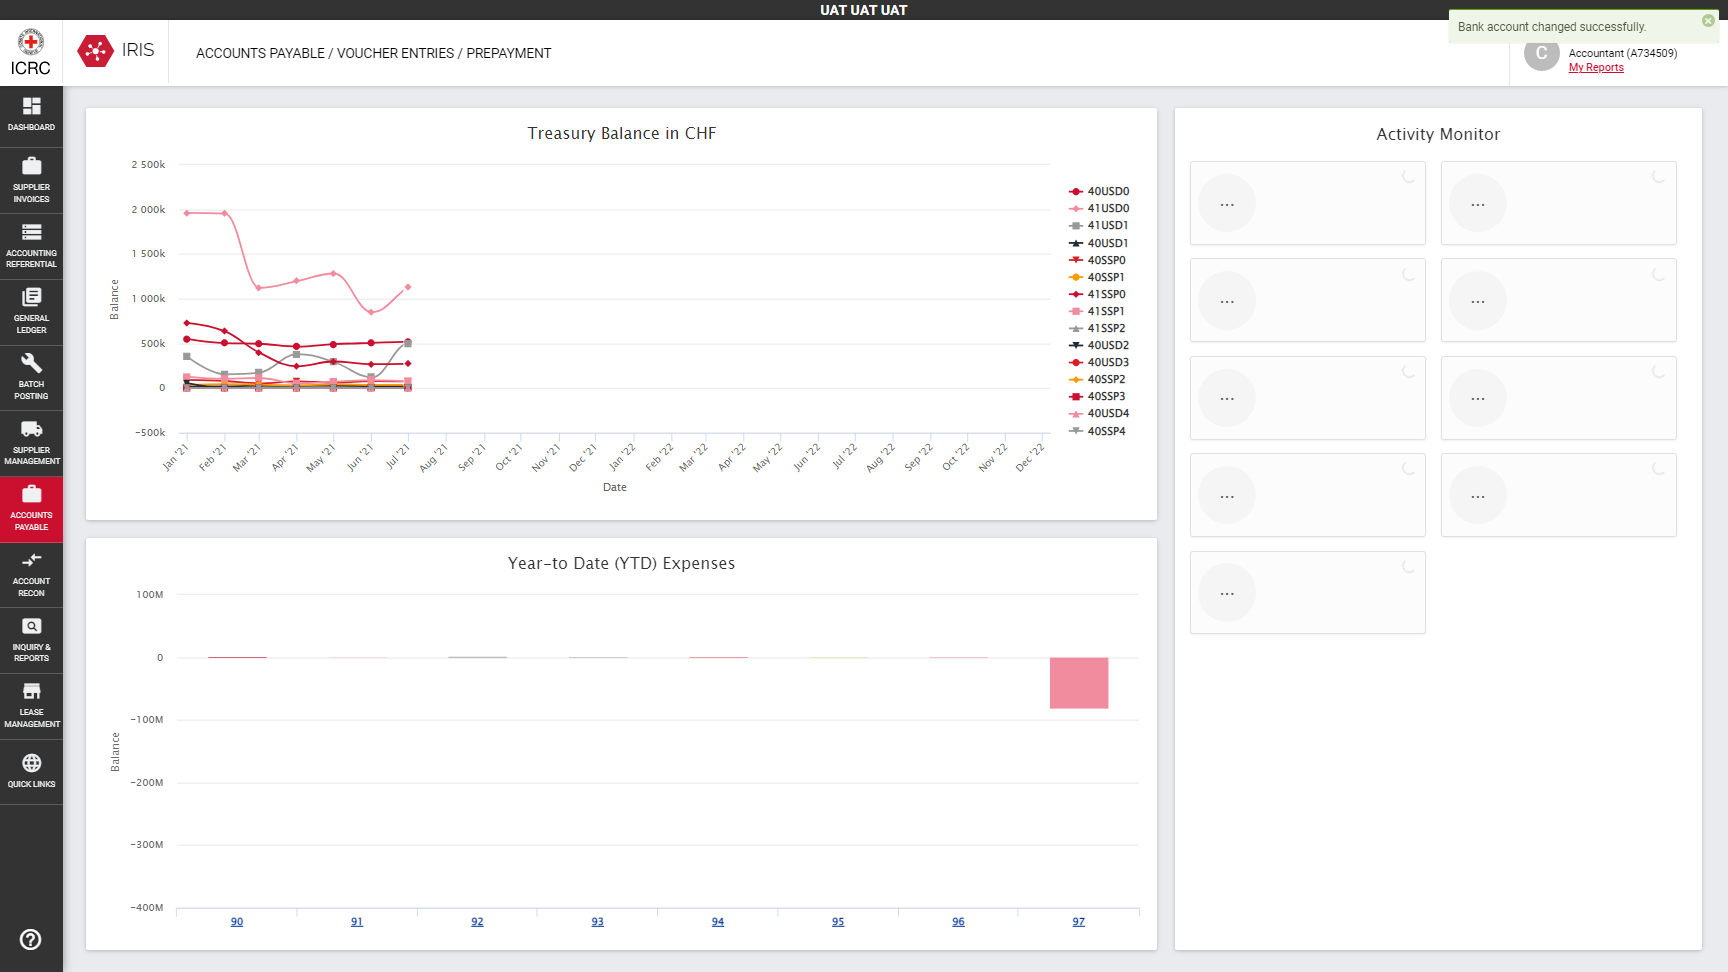 UAT UAT UAT
Bank account changed successfully.
ICRC
IRIS
ACCOUNTS PAYABLE / VOUCHER ENTRIES / PREPAYMENT
C
Accountant (A734509)
My Reports
DASHBOARD
SUPPLIER
INVOICES
ACCOUNTING
REFERENTIAL
GENERAL
LEDGER
BATCH
POSTING
SUPPLIER
MANAGEMENT
ACCOUNTS
PAYABLE
ACCOUNT
RECON
INQUIRY &
REPORTS
LEASE
MANAGEMENT
QUICK LINKS
Treasury Balance in CHF
Balance
2 500k
2 000k
1 500k
1 000k
500k
0
-500k
Jan '21
Feb '21
Mar '21
Apr '21
May '21
Jun '21
Jul '21
Aug '21
Sep '21
Oct '21
Nov '21
Dec '21
Jan '22
Feb '22
Mar '22
Apr '22
May '22
Jun '22
Jul '22
Aug '22
Sep '22
Oct '22
Nov '22
Dec '22
Date
40USD0
41USD0
41USD1
40USD1
40SSP0
40SSP1
41SSP0
41SSP1
41SSP2
40USD2
40USD3
40SSP2
40SSP3
40USD4
40SSP4
Year-to Date (YTD) Expenses
Balance
100M
0
-100M
-200M
-300M
-400M
90
91
92
93
94
95
96
97
Activity Monitor
...
...
...
...
...
...
...
...
...